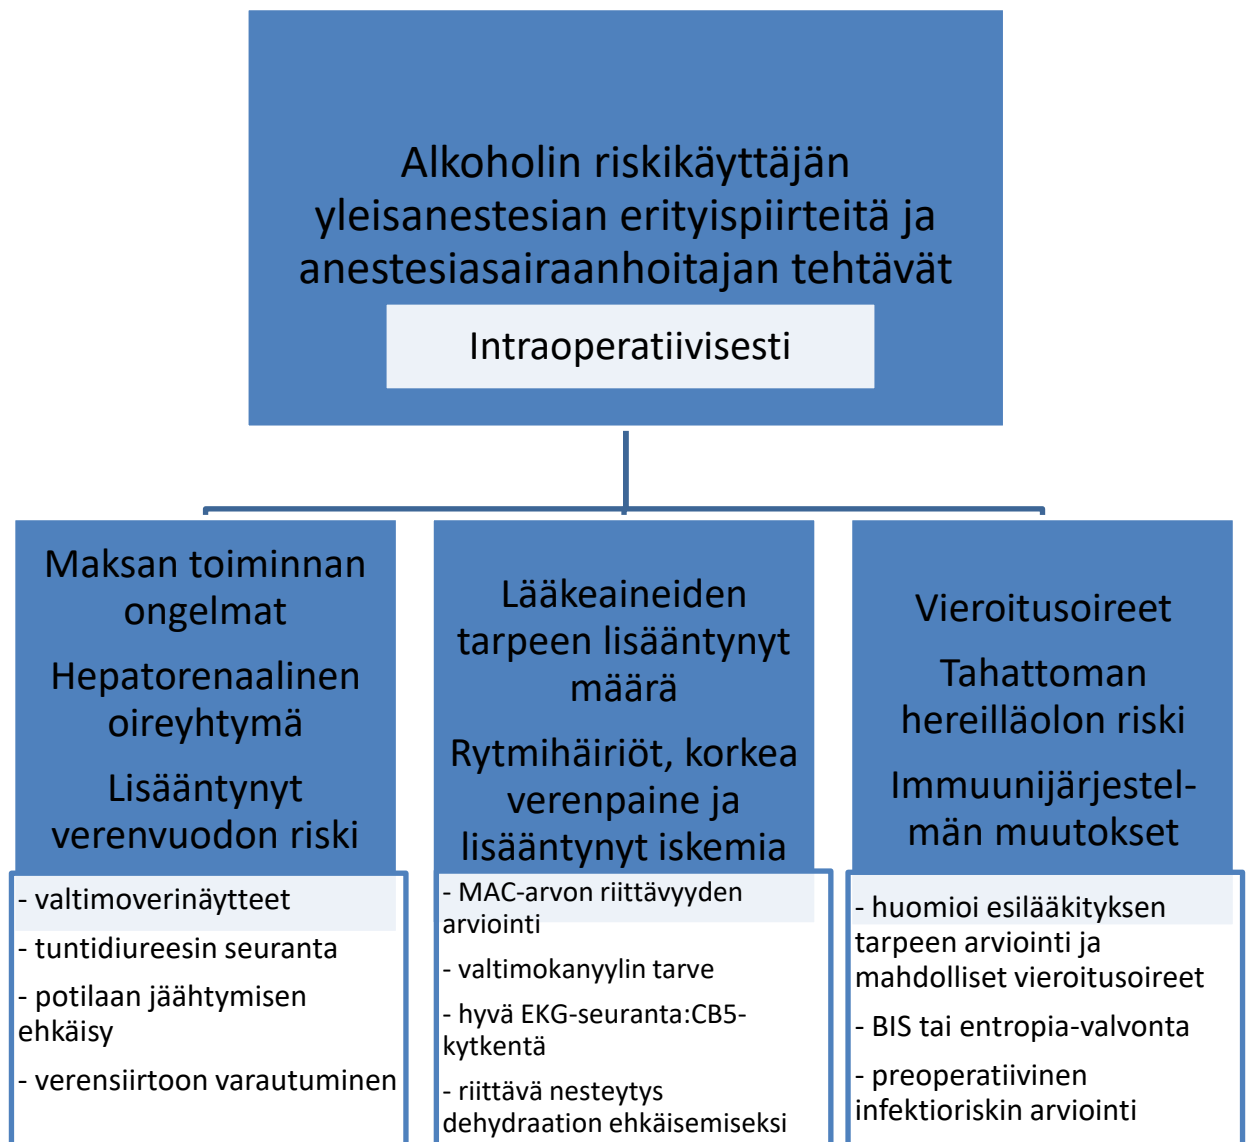 Alkoholin riskikäyttäjän
yleisanestesian erityispiirteitä ja
anestesiasairaanhoitajan tehtävät
Intraoperatiivisesti
Maksan toiminnan
ongelmat
Hepatorenaalinen
oireyhtymä
Lisääntynyt
verenvuodon riski
- valtimoverinäytteet
- tuntidiureesin seuranta
- potilaan jäähtymisen
ehkäisy
- verensiirtoon varautuminen
Lääkeaineiden
tarpeen lisääntynyt
määrä
Rytmihäiriöt, korkea
verenpaine ja
lisääntynyt iskemia
- MAC-arvon riittävyyden
arviointi
- valtimokanyylin tarve
- hyvä EKG-seuranta:CB5-
kytkentä
- riittävä nesteytys
dehydraation ehkäisemiseksi
Vieroitusoireet
Tahattoman
hereilläolon riski
Immuunijärjestel-
män muutokset
- huomioi esilääkityksen
tarpeen arviointi ja
mahdolliset vieroitusoireet
- BIS tai entropia-valvonta
- preoperatiivinen
infektioriskin arviointi